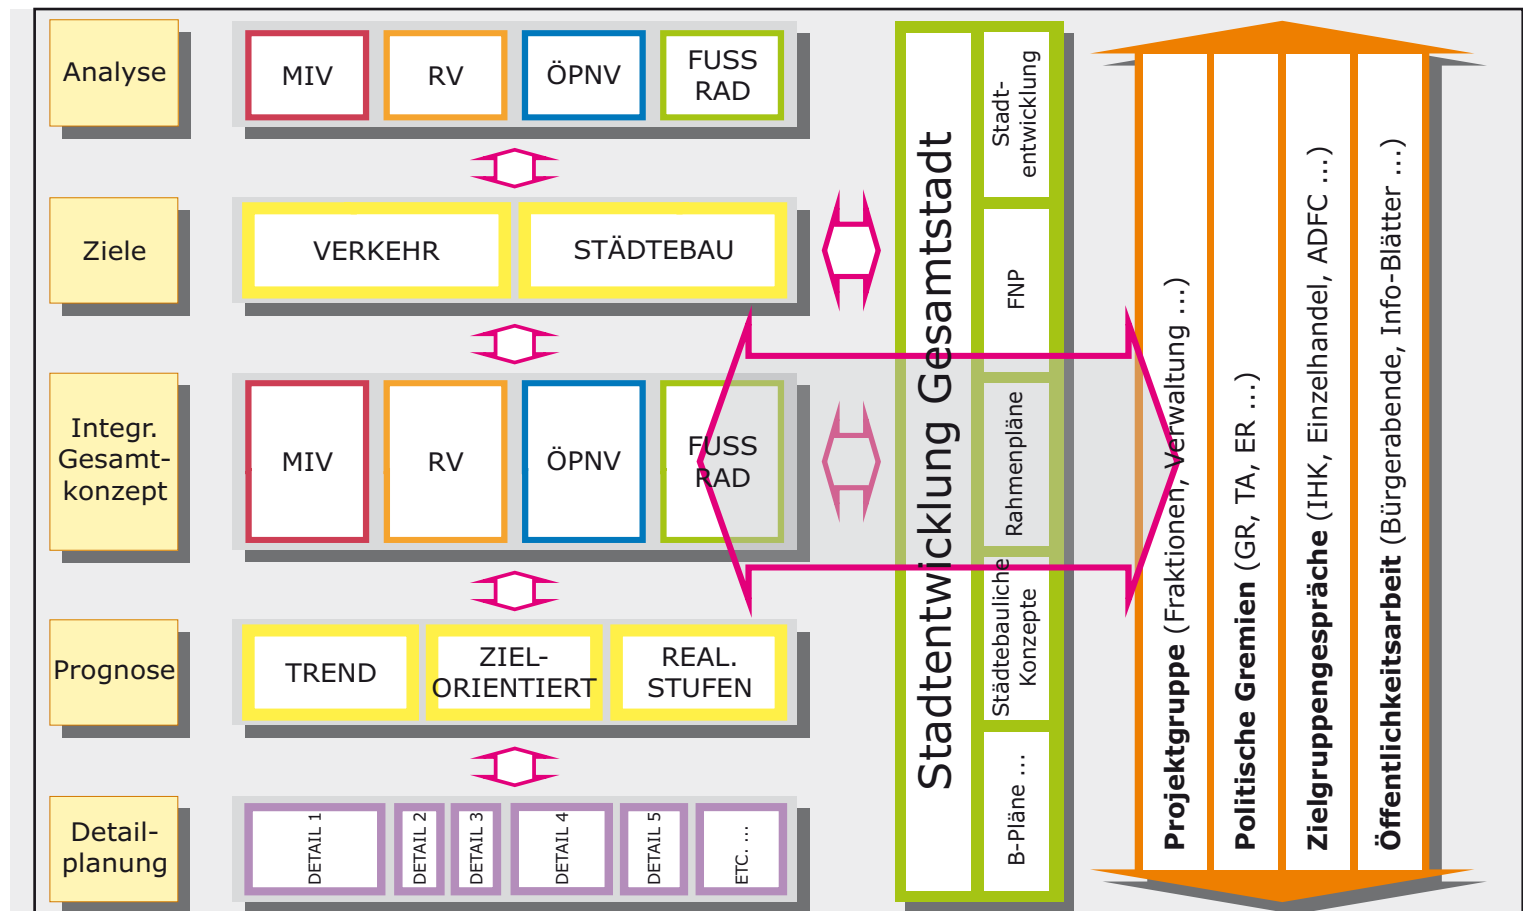 Analyse
MIV
RV
ÖPNV
FUSS
RAD
Ziele
VERKEHR
STÄDTEBAU
Integr.
Gesamt-
konzept
MIV
RV
ÖPNV
FUSS
RAD
Prognose
TREND
ZIEL-
ORIENTIERT
REAL.
STUFEN
Detail-
planung
DETAIL 1
DETAIL 2
DETAIL 3
DETAIL 4
DETAIL 5
ETC. ...
Stadtentwicklung Gesamtstadt
Stadt-
entwicklung
FNP
Rahmenpläne
Städtebauliche
Konzepte
B-Pläne ...
Projektgruppe (Fraktionen, Verwaltung ...)
Politische Gremien (GR, TA, ER ...)
Zielgruppengespräche (IHK, Einzelhandel, ADFC ...)
Öffentlichkeitsarbeit (Bürgerabende, Info-Blätter ...)